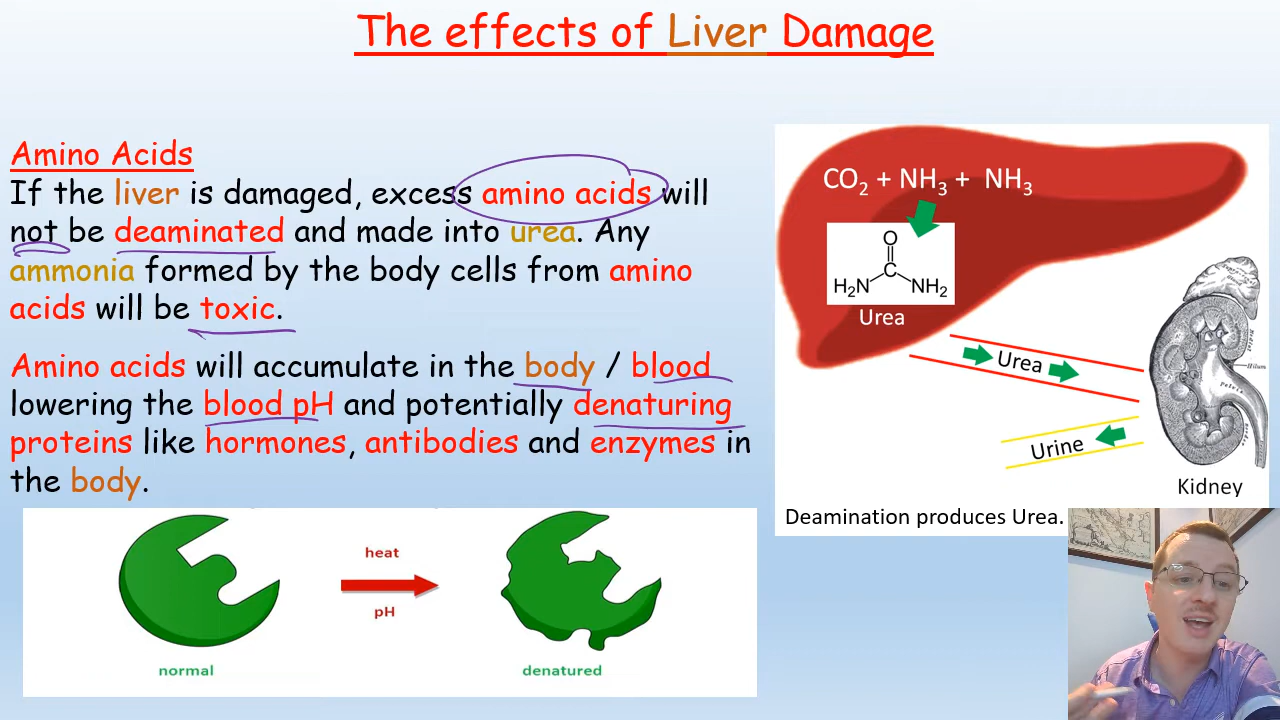 The effects of Liver Damage
Amino Acids
If the liver is damaged, excess amino acids will
not be deaminated and made into urea. Any
ammonia formed by the body cells from amino
acids will be toxic.
Amino acids will accumulate in the body / blood
lowering the blood pH and potentially denaturing
proteins like hormones, antibodies and enzymes in
the body.
heat
pH
normal
denatured
CO₂ + NH₃ + NH₃
O
C
H₂N NH₂
Urea
Urea
Urine
Hilum
Pelvis
Kidney
Deamination produces Urea.